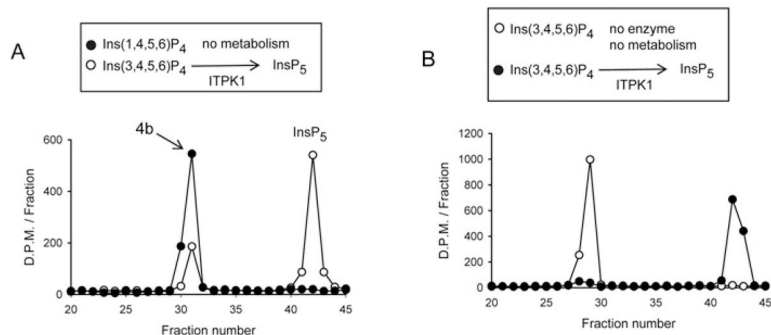 A
Ins(1,4,5,6)P4 no metabolism
Ins(3,4,5,6)P4 InsP5
ITPK1
4b
InsP5
600
400
200
0
D.P.M. / Fraction
20 25 30 35 40 45
Fraction number
B
Ins(3,4,5,6)P4 no enzyme
no metabolism
Ins(3,4,5,6)P4 InsP5
ITPK1
1200
1000
800
600
400
200
0
D.P.M. / Fraction
20 25 30 35 40 45
Fraction number